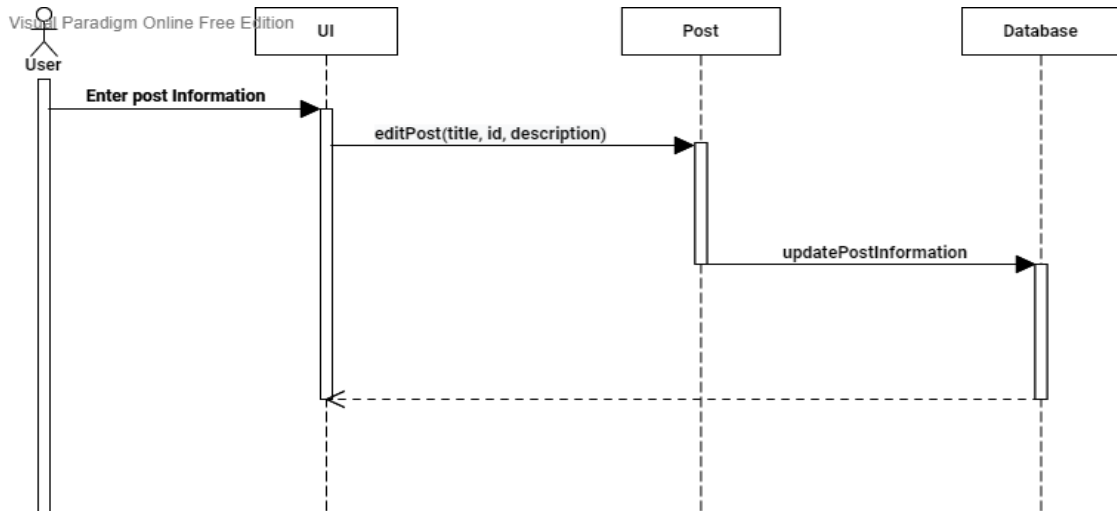 Visual Paradigm Online Free Edition
User
UI
Post
Database
Enter post Information
editPost(title, id, description)
updatePostInformation